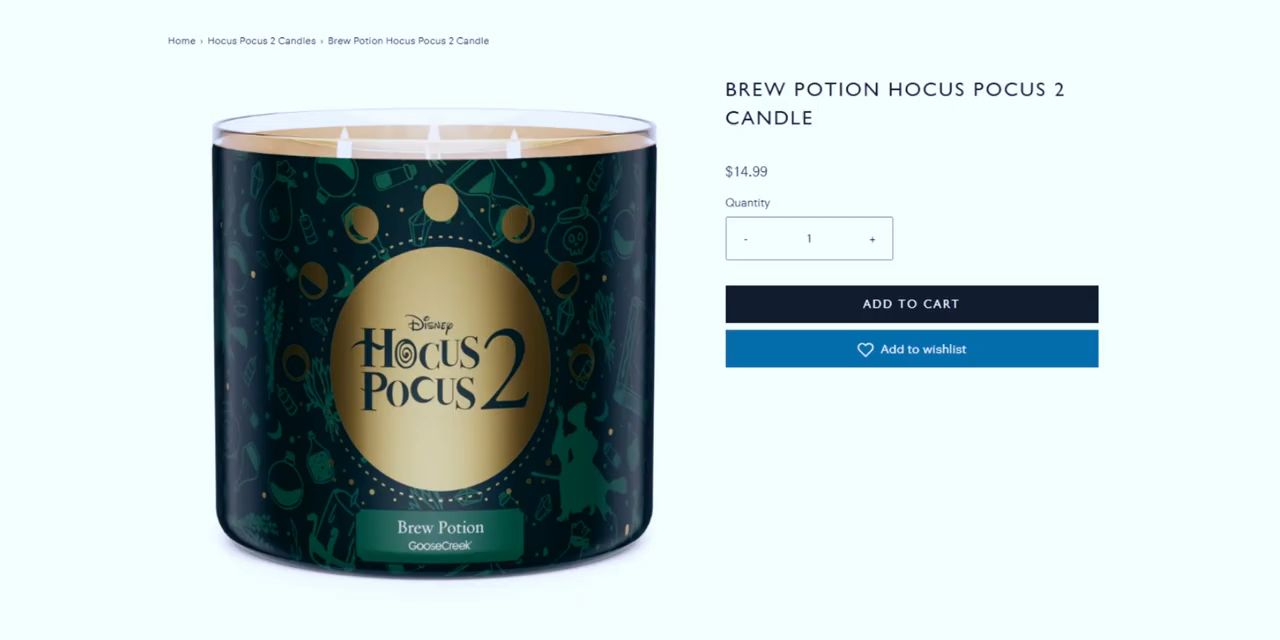 Home › Hocus Pocus 2 Candles › Brew Potion Hocus Pocus 2 Candle
BREW POTION HOCUS POCUS 2
CANDLE
$14.99
Quantity
- 1 +
ADD TO CART
Add to wishlist
Disney
HOCUS
POCUS 2
Brew Potion
GooseCreek